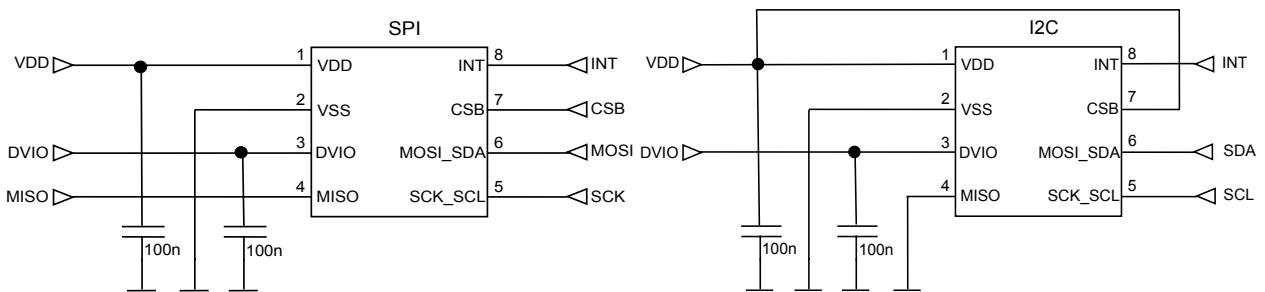 SPI
VDD 1 VDD INT 8 INT
2 VSS CSB 7 CSB
DVIO 3 DVIO MOSI_SDA 6 MOSI
MISO 4 MISO SCK_SCL 5 SCK
100n 100n
I2C
VDD 1 VDD INT 8 INT
2 VSS CSB 7
DVIO 3 DVIO MOSI_SDA 6 SDA
4 MISO SCK_SCL 5 SCL
100n 100n